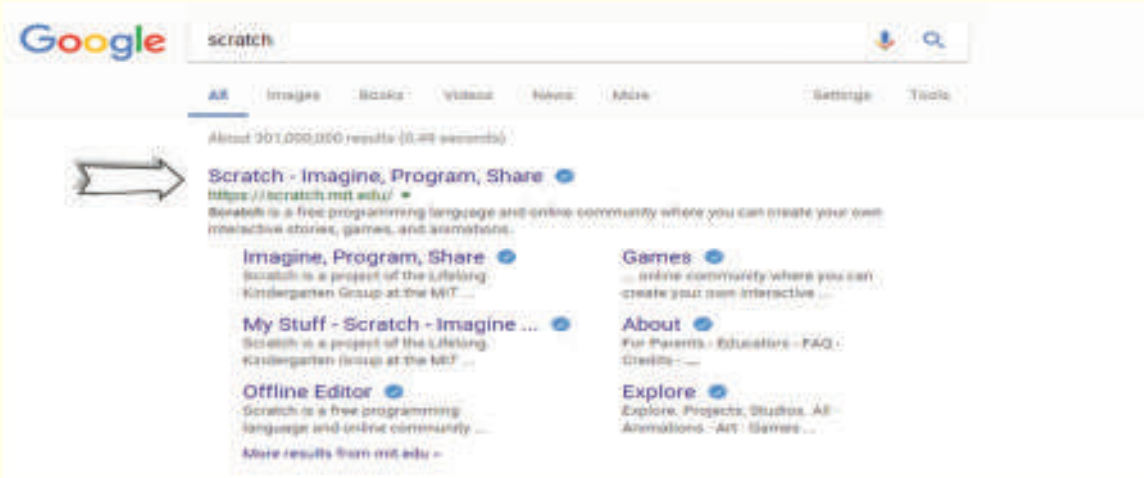 Google
scratch
All Images Books Videos News More Settings Tools
About 301,000,000 results (0.49 seconds)
Scratch - Imagine, Program, Share
https://scratch.mit.edu/
Scratch is a free programming language and online community where you can create your own
interactive stories, games, and animations.
Imagine, Program, Share
Scratch is a project of the Lifelong
Kindergarten Group at the MIT ...
Games
... online community where you can
create your own interactive ...
My Stuff - Scratch - Imagine ...
Scratch is a project of the Lifelong
Kindergarten Group at the MIT ...
About
For Parents · Educators · FAQ ·
Credits · ...
Offline Editor
Scratch is a free programming
language and online community ...
Explore
Explore. Projects, Studios. All ·
Animations · Art · Games ...
More results from mit.edu »